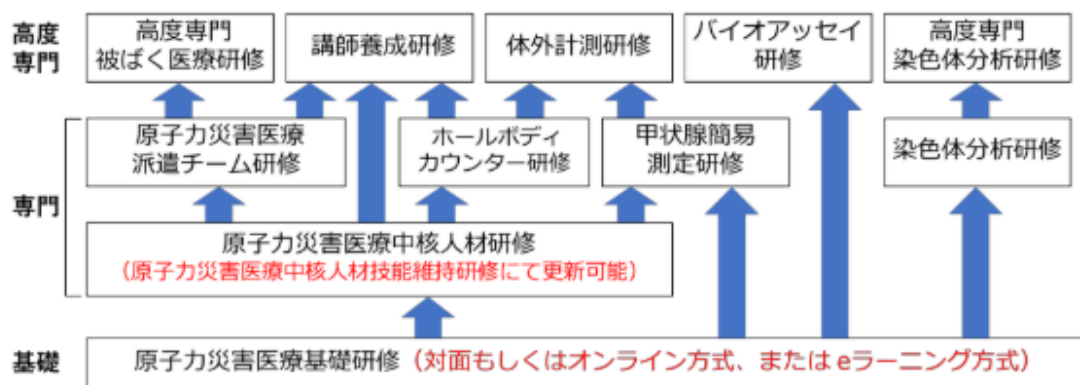 高度
専門
高度専門
被ばく医療研修
講師養成研修
体外計測研修
バイオアッセイ
研修
高度専門
染色体分析研修
専門
原子力災害医療
派遣チーム研修
ホールボディ
カウンター研修
甲状腺簡易
測定研修
染色体分析研修
原子力災害医療中核人材研修
（原子力災害医療中核人材技能維持研修にて更新可能）
基礎
原子力災害医療基礎研修（対面もしくはオンライン方式、または eラーニング方式）